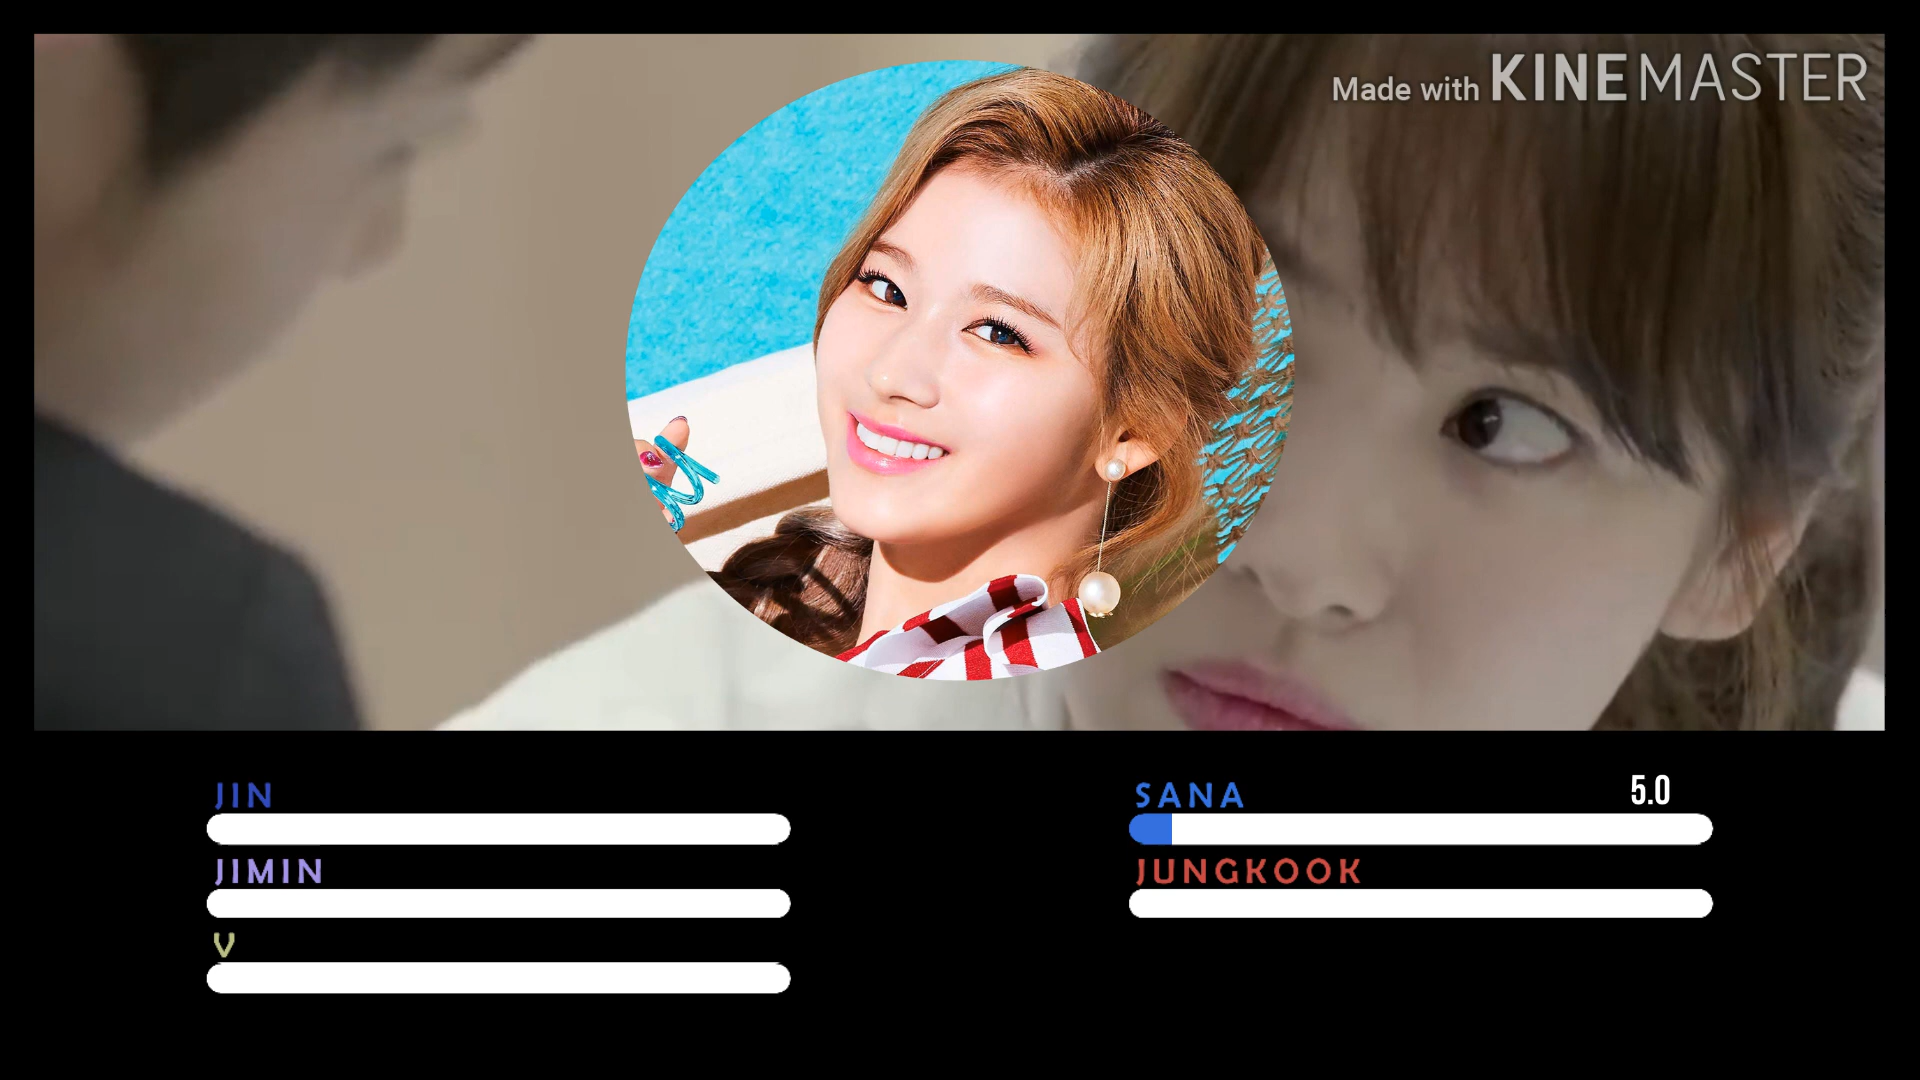 Made with KINEMASTER
JIN
JIMIN
V
SANA 5.0
JUNGKOOK